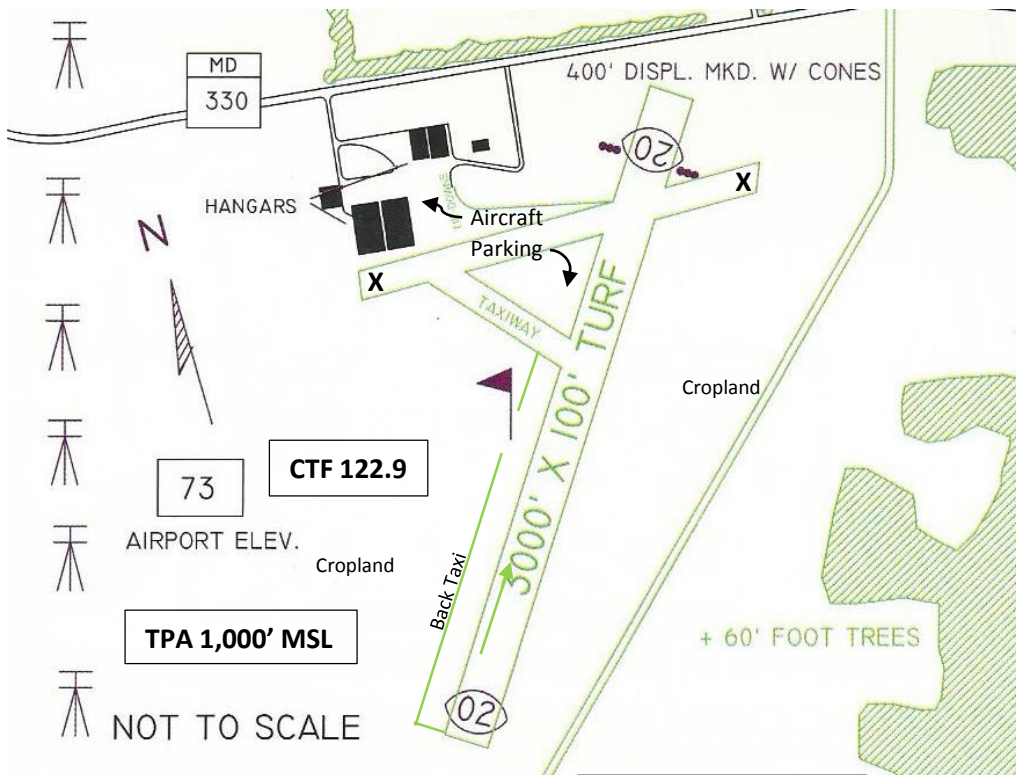 MD
330
400' DISPL. MKD. W/ CONES
20
X
HANGARS
TIEDOWNS
Aircraft
Parking
N
X
TAXIWAY
Cropland
3000' X 100' TURF
CTF 122.9
73
AIRPORT ELEV.
Cropland
Back Taxi
TPA 1,000’ MSL
+ 60' FOOT TREES
02
NOT TO SCALE